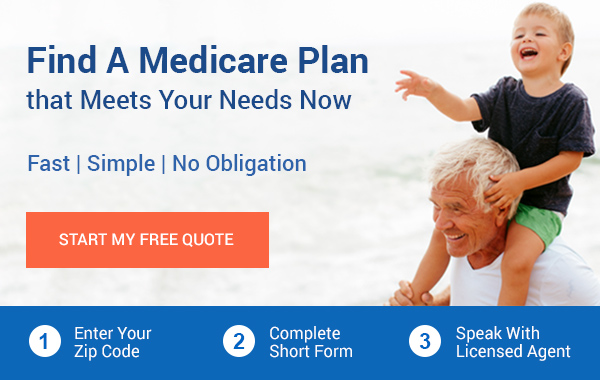 Find A Medicare Plan
that Meets Your Needs Now
Fast | Simple | No Obligation
START MY FREE QUOTE
1 Enter Your
Zip Code
2 Complete
Short Form
3 Speak With
Licensed Agent